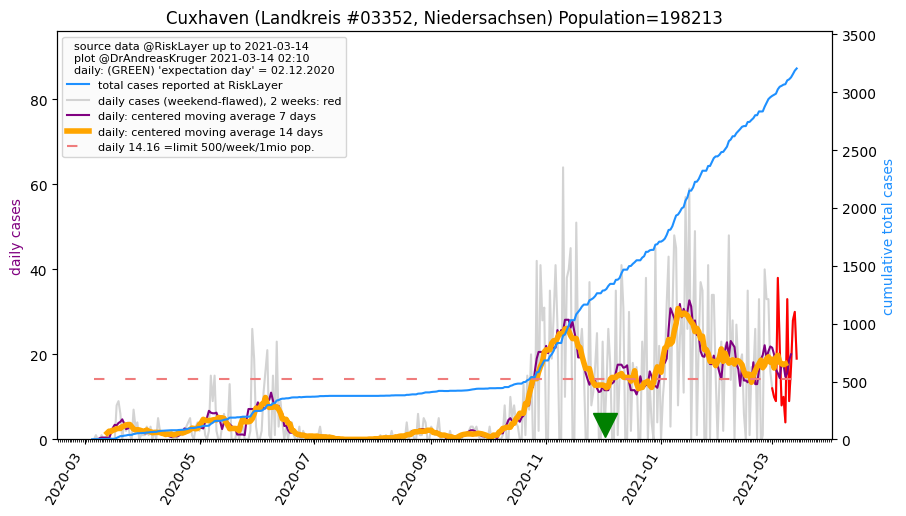 Cuxhaven (Landkreis #03352, Niedersachsen) Population=198213
source data @RiskLayer up to 2021-03-14
plot @DrAndreasKruger 2021-03-14 02:10
daily: (GREEN) 'expectation day' = 02.12.2020
total cases reported at RiskLayer
daily cases (weekend-flawed), 2 weeks: red
daily: centered moving average 7 days
daily: centered moving average 14 days
daily 14.16 =limit 500/week/1mio pop.
daily cases
80
60
40
20
0
cumulative total cases
3500
3000
2500
2000
1500
1000
500
0
2020-03
2020-05
2020-07
2020-09
2020-11
2021-01
2021-03